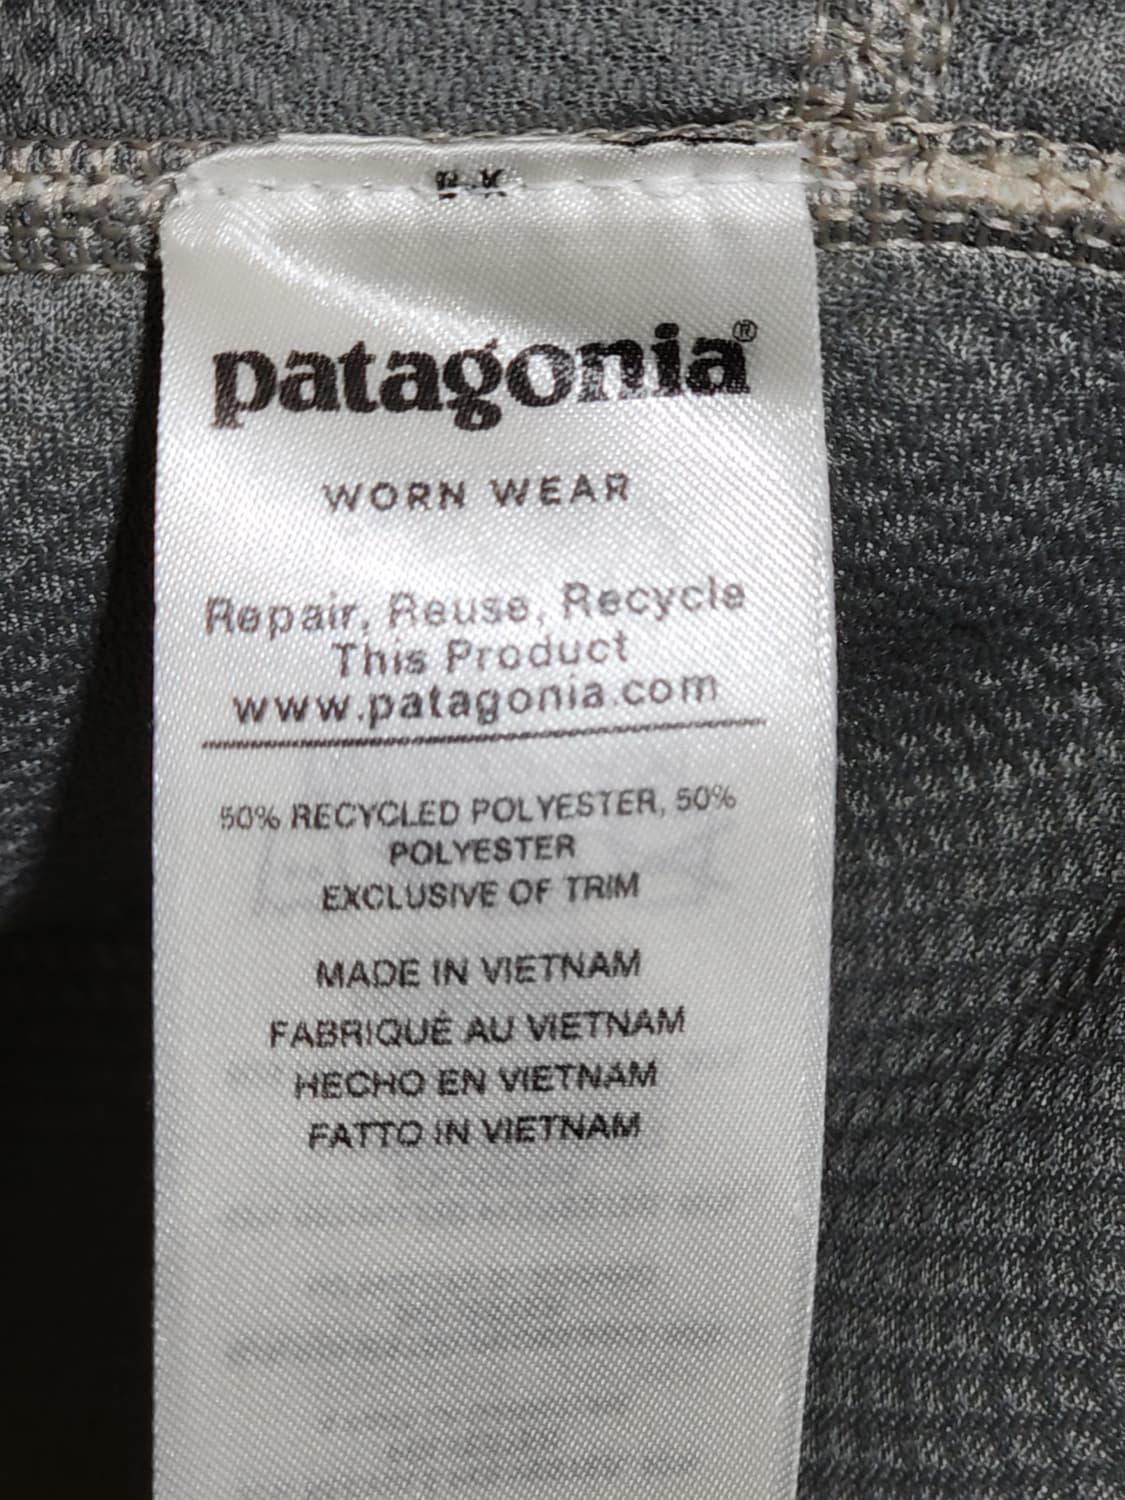 patagonia®
WORN WEAR
Repair, Reuse, Recycle
This Product
www.patagonia.com
50% RECYCLED POLYESTER, 50%
POLYESTER
EXCLUSIVE OF TRIM
MADE IN VIETNAM
FABRIQUÉ AU VIETNAM
HECHO EN VIETNAM
FATTO IN VIETNAM